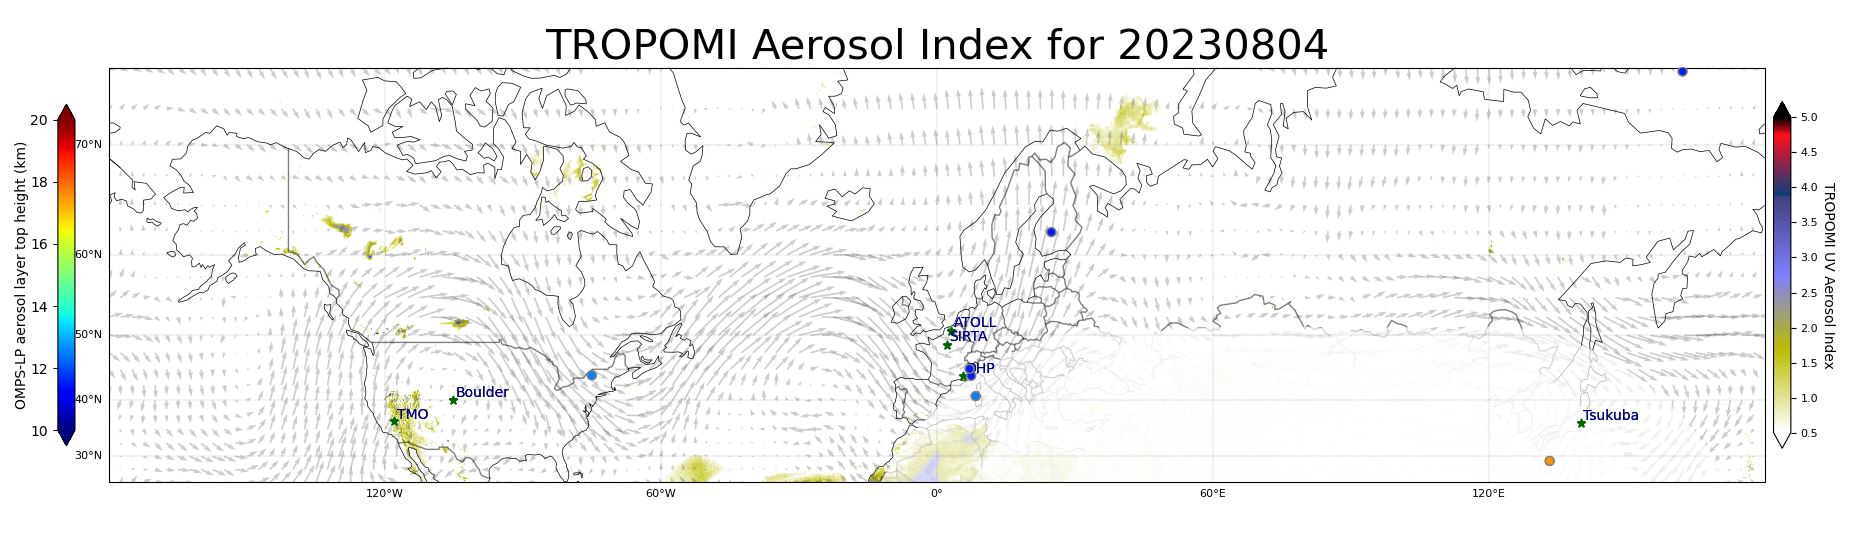 TROPOMI Aerosol Index for 20230804
OMPS-LP aerosol layer top height (km)
20
18
16
14
12
10
70°N
60°N
50°N
40°N
30°N
120°W
60°W
0°
60°E
120°E
ATOLL
SIRTA
OHP
Boulder
TMO
Tsukuba
5.0
4.5
4.0
3.5
3.0
2.5
2.0
1.5
1.0
0.5
TROPOMI UV Aerosol Index